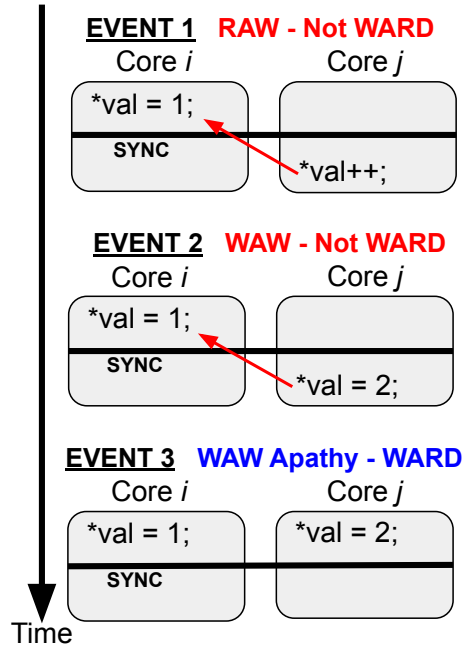 EVENT 1 RAW - Not WARD
Core i Core j
*val = 1;
SYNC
*val++;
EVENT 2 WAW - Not WARD
Core i Core j
*val = 1;
SYNC
*val = 2;
EVENT 3 WAW Apathy - WARD
Core i Core j
*val = 1; *val = 2;
SYNC
Time